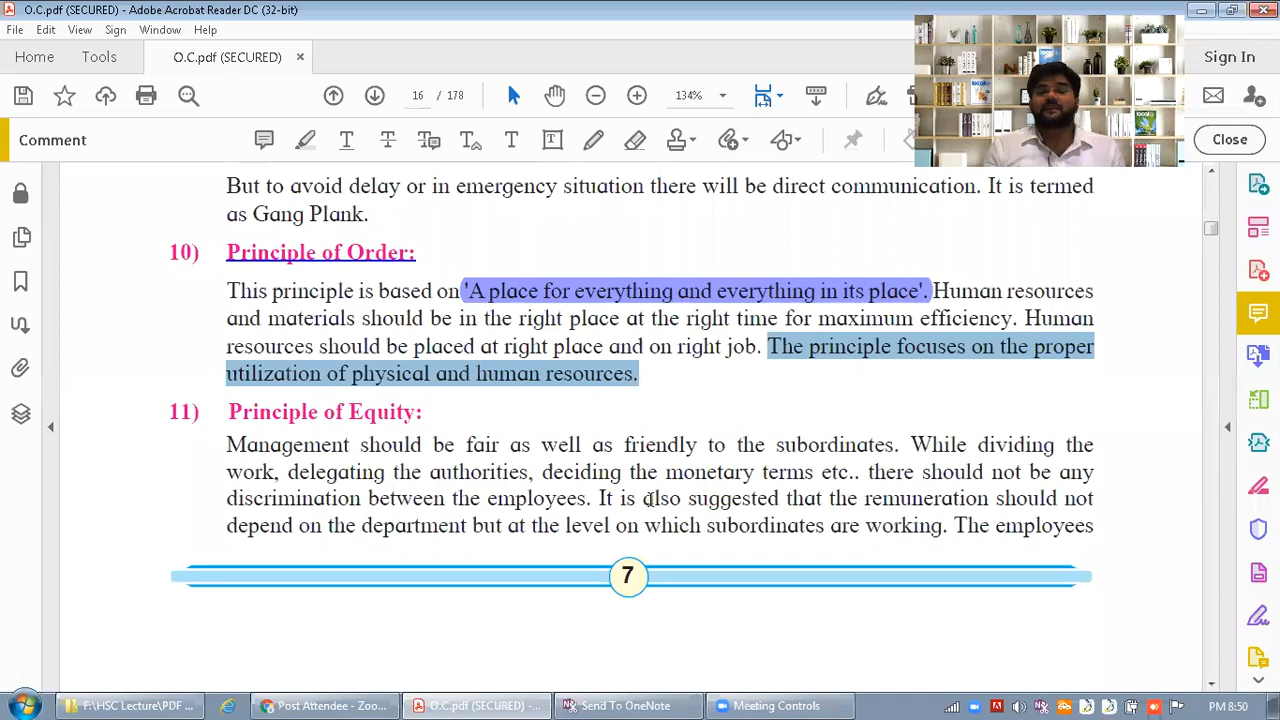 O.C.pdf (SECURED) - Adobe Acrobat Reader DC (32-bit)
File Edit View Sign Window Help
Home Tools O.C.pdf (SECURED) × Sign In
16 / 178 134%
Comment Close
But to avoid delay or in emergency situation there will be direct communication. It is termed
as Gang Plank.
10) Principle of Order:
This principle is based on 'A place for everything and everything in its place'. Human resources
and materials should be in the right place at the right time for maximum efficiency. Human
resources should be placed at right place and on right job. The principle focuses on the proper
utilization of physical and human resources.
11) Principle of Equity:
Management should be fair as well as friendly to the subordinates. While dividing the
work, delegating the authorities, deciding the monetary terms etc.. there should not be any
discrimination between the employees. It is also suggested that the remuneration should not
depend on the department but at the level on which subordinates are working. The employees
7
F:\HSC Lecture\PDF ... Post Attendee - Zoo... O.C.pdf (SECURED) -... Send To OneNote Meeting Controls PM 8:50